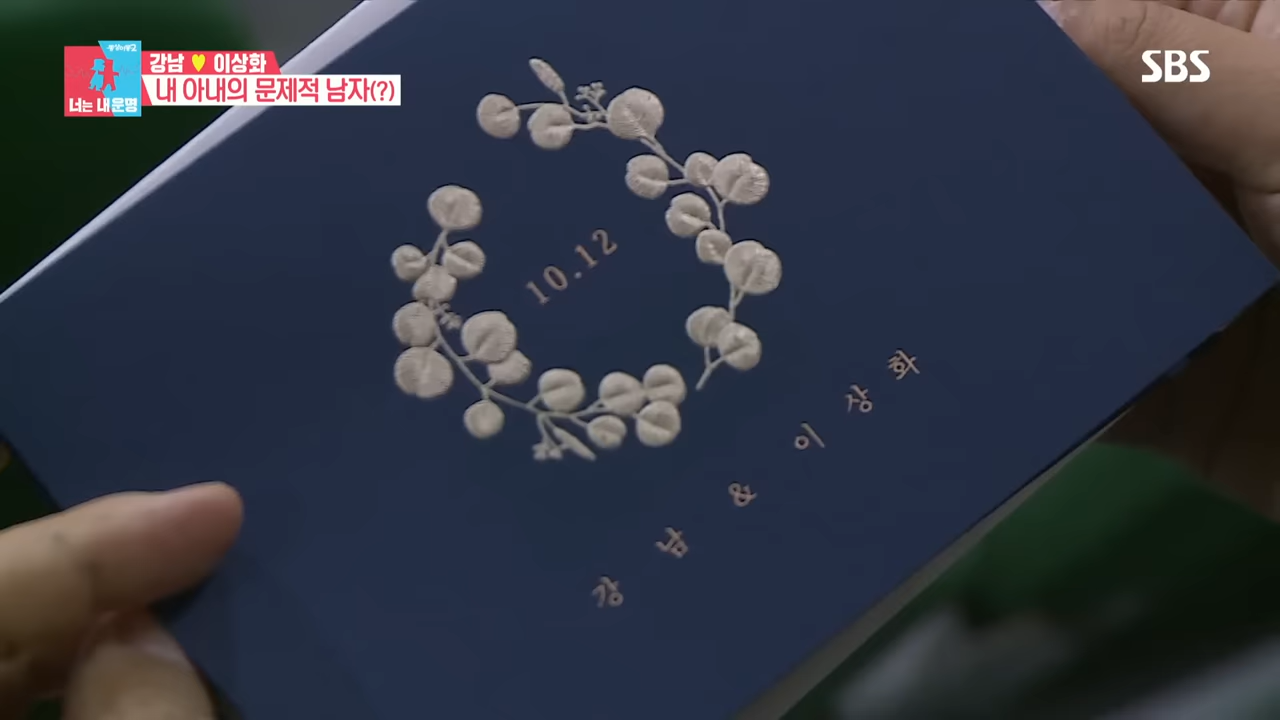 강남 💛 이상화
내 아내의 문제적 남자(?)
너는 내 운명
SBS
10.12
강남 & 이상화